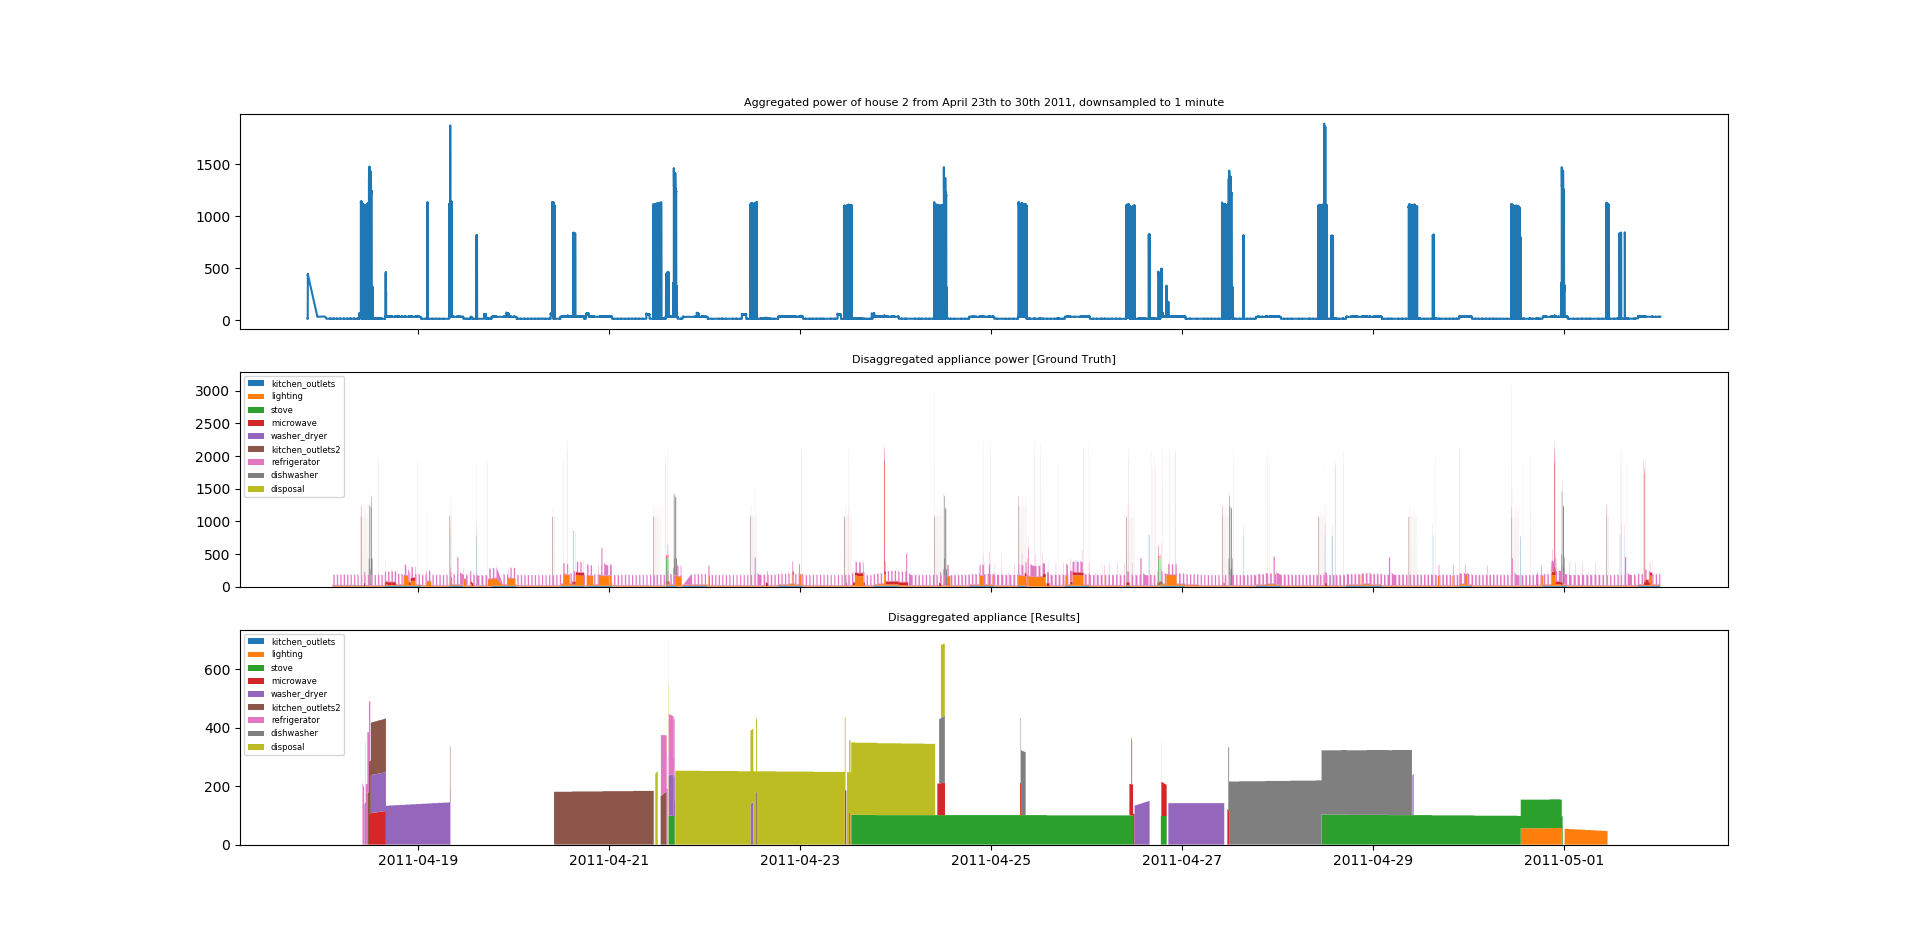 Aggregated power of house 2 from April 23th to 30th 2011, downsampled to 1 minute
1500
1000
500
0
Disaggregated appliance power [Ground Truth]
kitchen_outlets
lighting
stove
microwave
washer_dryer
kitchen_outlets2
refrigerator
dishwasher
disposal
3000
2500
2000
1500
1000
500
0
Disaggregated appliance [Results]
kitchen_outlets
lighting
stove
microwave
washer_dryer
kitchen_outlets2
refrigerator
dishwasher
disposal
600
400
200
0
2011-04-19 2011-04-21 2011-04-23 2011-04-25 2011-04-27 2011-04-29 2011-05-01